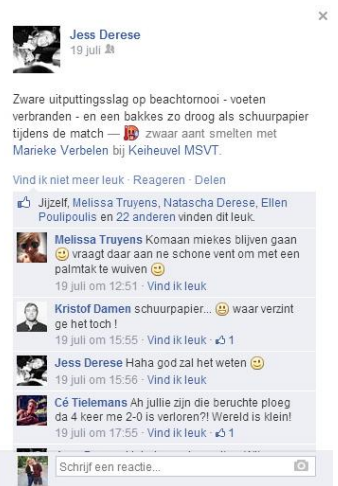 ×
Jess Derese
19 juli
Zware uitputtingsslag op beachtornooi - voeten
verbranden - en een bakkes zo droog als schuurpapier
tijdens de match — zwaar aant smelten met
Marieke Verbelen bij Keiheuvel MSVT.
Vind ik niet meer leuk · Reageren · Delen
Jijzelf, Melissa Truyens, Natascha Derese, Ellen
Poulipoulis en 22 anderen vinden dit leuk.
Melissa Truyens Komaan miekes blijven gaan
vraagt daar aan ne schone vent om met een
palmtak te wuiven
19 juli om 12:51 · Vind ik leuk
Kristof Damen schuurpapier... waar verzint
ge het toch !
19 juli om 15:56 · Vind ik leuk · 1
Jess Derese Haha god zal het weten
19 juli om 15:56 · Vind ik leuk
Cé Tielemans Ah jullie zijn die beruchte ploeg
da 4 keer me 2-0 is verloren?! Wereld is klein!
19 juli om 17:55 · Vind ik leuk · 1
Schrijf een reactie...